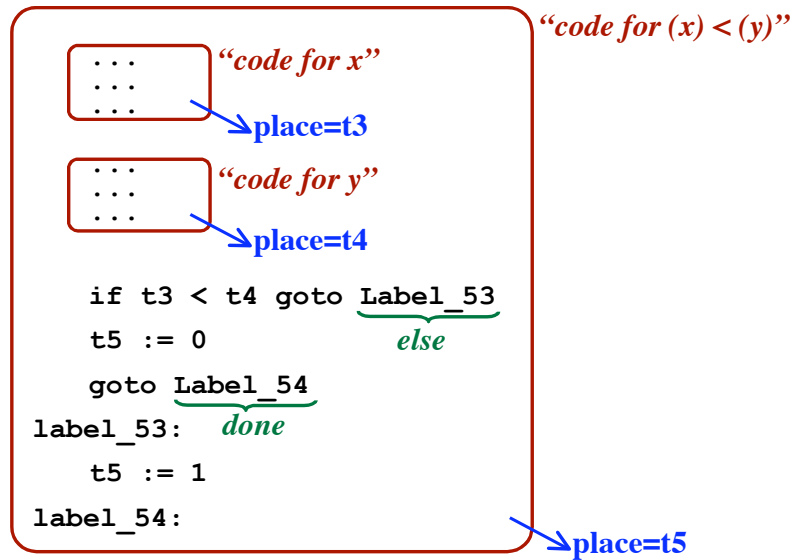 “code for (x) < (y)”
. . .
“code for x”
. . .
. . .
place=t3
. . .
“code for y”
. . .
. . .
place=t4
if t3 < t4 goto Label_53
t5 := 0
else
goto Label_54
label_53:
done
t5 := 1
label_54:
place=t5